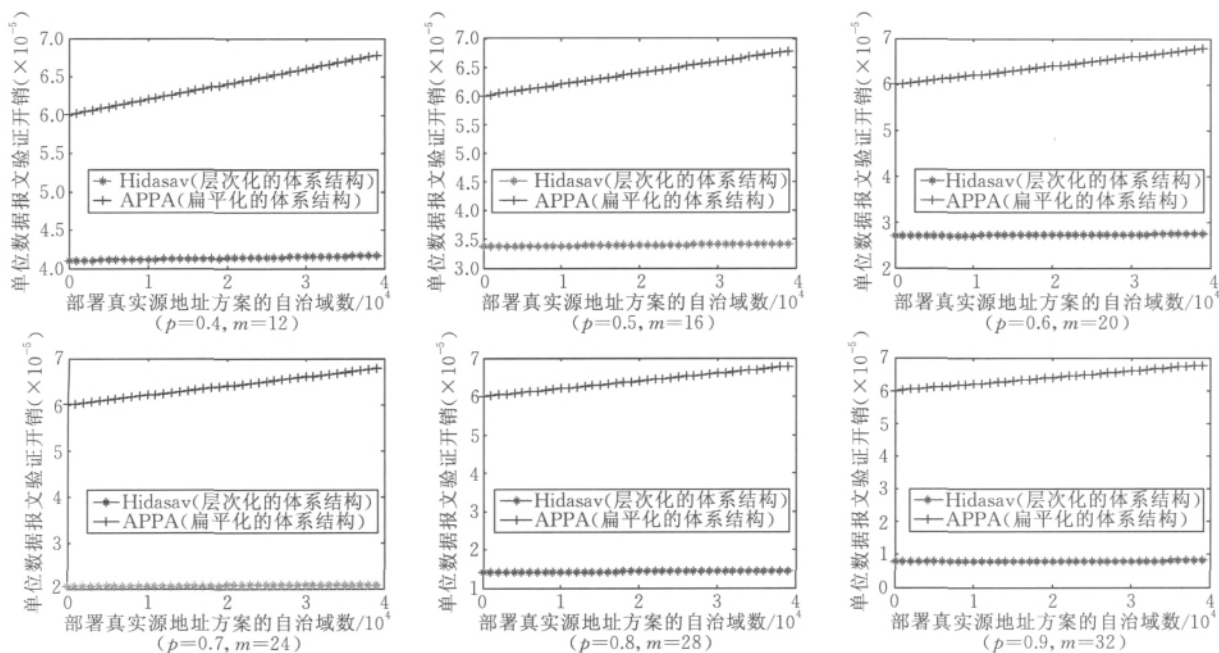 单位数据报文验证开销(×10⁻⁵)
7.0
6.5
6.0
5.5
5.0
4.5
4.0
Hidasav(层次化的体系结构)
APPA(扁平化的体系结构)
0 1 2 3 4
部署真实源地址方案的自治域数/10⁴
(p=0.4, m=12)
单位数据报文验证开销(×10⁻⁵)
7.0
6.5
6.0
5.5
5.0
4.5
4.0
3.5
3.0
Hidasav(层次化的体系结构)
APPA(扁平化的体系结构)
0 1 2 3 4
部署真实源地址方案的自治域数/10⁴
(p=0.5, m=16)
单位数据报文验证开销(×10⁻⁵)
7
6
5
4
3
2
Hidasav(层次化的体系结构)
APPA(扁平化的体系结构)
0 1 2 3 4
部署真实源地址方案的自治域数/10⁴
(p=0.6, m=20)
单位数据报文验证开销(×10⁻⁵)
7
6
5
4
3
2
Hidasav(层次化的体系结构)
APPA(扁平化的体系结构)
0 1 2 3 4
部署真实源地址方案的自治域数/10⁴
(p=0.7, m=24)
单位数据报文验证开销(×10⁻⁵)
7
6
5
4
3
2
1
Hidasav(层次化的体系结构)
APPA(扁平化的体系结构)
0 1 2 3 4
部署真实源地址方案的自治域数/10⁴
(p=0.8, m=28)
单位数据报文验证开销(×10⁻⁵)
7
6
5
4
3
2
1
0
Hidasav(层次化的体系结构)
APPA(扁平化的体系结构)
0 1 2 3 4
部署真实源地址方案的自治域数/10⁴
(p=0.9, m=32)